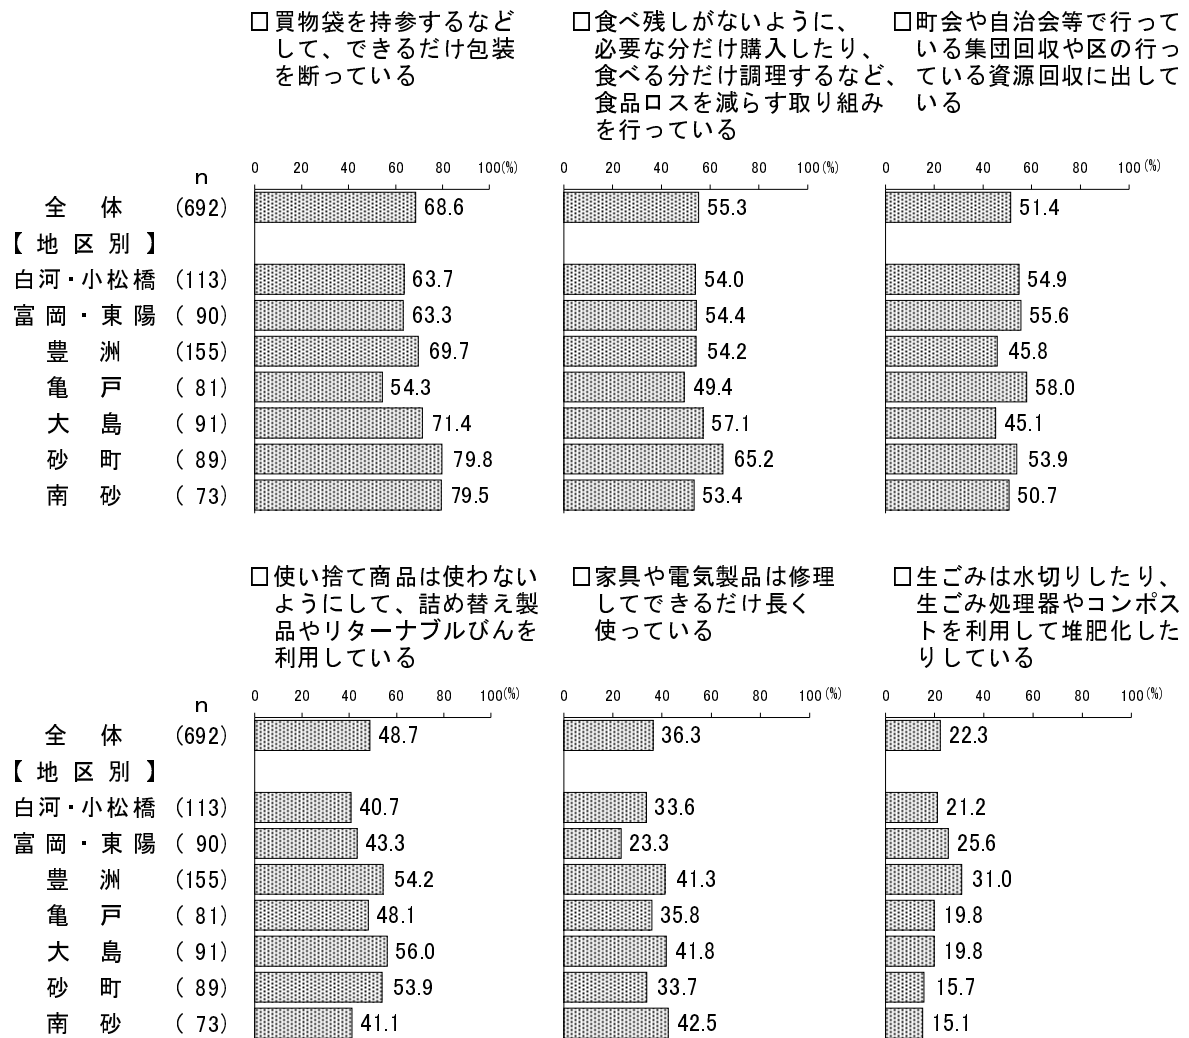 □買物袋を持参するなど
して、できるだけ包装
を断っている
□食べ残しがないように、
必要な分だけ購入したり、
食べる分だけ調理するなど、
食品ロスを減らす取り組み
を行っている
□町会や自治会等で行って
いる集団回収や区の行っ
ている資源回収に出して
いる
0 20 40 60 80 100(%) 0 20 40 60 80 100(%) 0 20 40 60 80 100(%)
n
全体 (692) 68.6 55.3 51.4
【地区別】
白河・小松橋 (113) 63.7 54.0 54.9
富岡・東陽 ( 90) 63.3 54.4 55.6
豊洲 (155) 69.7 54.2 45.8
亀戸 ( 81) 54.3 49.4 58.0
大島 ( 91) 71.4 57.1 45.1
砂町 ( 89) 79.8 65.2 53.9
南砂 ( 73) 79.5 53.4 50.7
□使い捨て商品は使わない
ようにして、詰め替え製
品やリターナブルびんを
利用している
□家具や電気製品は修理
してできるだけ長く
使っている
□生ごみは水切りしたり、
生ごみ処理器やコンポス
トを利用して堆肥化した
りしている
0 20 40 60 80 100(%) 0 20 40 60 80 100(%) 0 20 40 60 80 100(%)
n
全体 (692) 48.7 36.3 22.3
【地区別】
白河・小松橋 (113) 40.7 33.6 21.2
富岡・東陽 ( 90) 43.3 23.3 25.6
豊洲 (155) 54.2 41.3 31.0
亀戸 ( 81) 48.1 35.8 19.8
大島 ( 91) 56.0 41.8 19.8
砂町 ( 89) 53.9 33.7 15.7
南砂 ( 73) 41.1 42.5 15.1